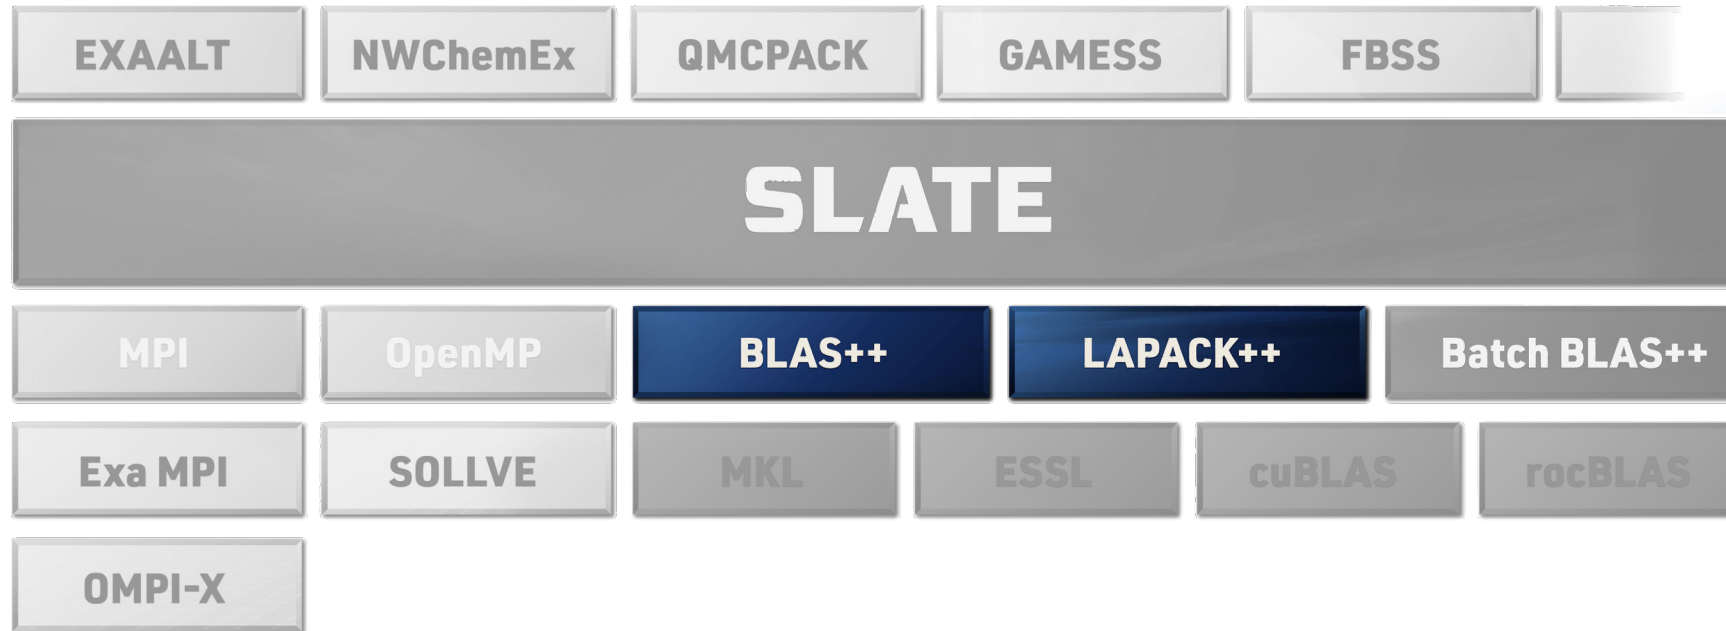 EXAALT NWChemEx QMCPACK GAMESS FBSS
SLATE
MPI OpenMP BLAS++ LAPACK++ Batch BLAS++
Exa MPI SOLLVE MKL ESSL cuBLAS rocBLAS
OMPI-X